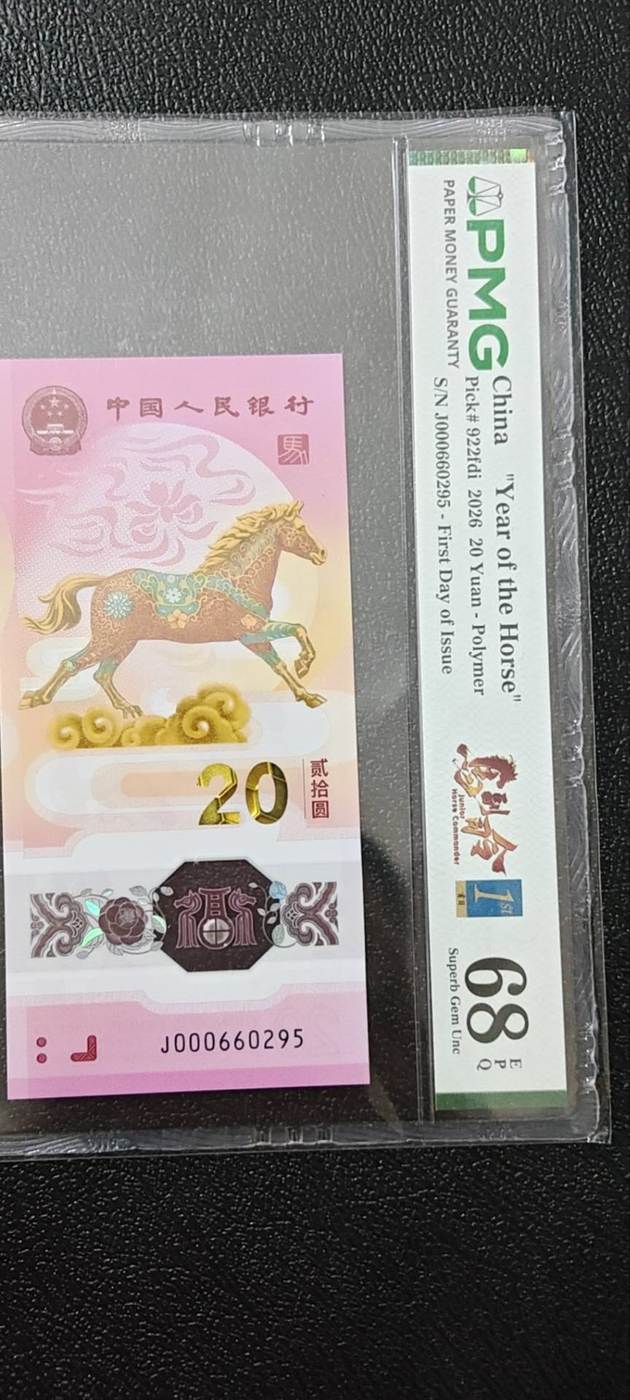 PMG
PAPER MONEY GUARANTY
China "Year of the Horse"
Pick# 922fdi 2026 20 Yuan - Polymer
S/N J000660295 - First Day of Issue
Junior
Horse Commander
1st
68
EPQ
Superb Gem Unc
中国人民银行
馬
20
贰拾圆
J000660295